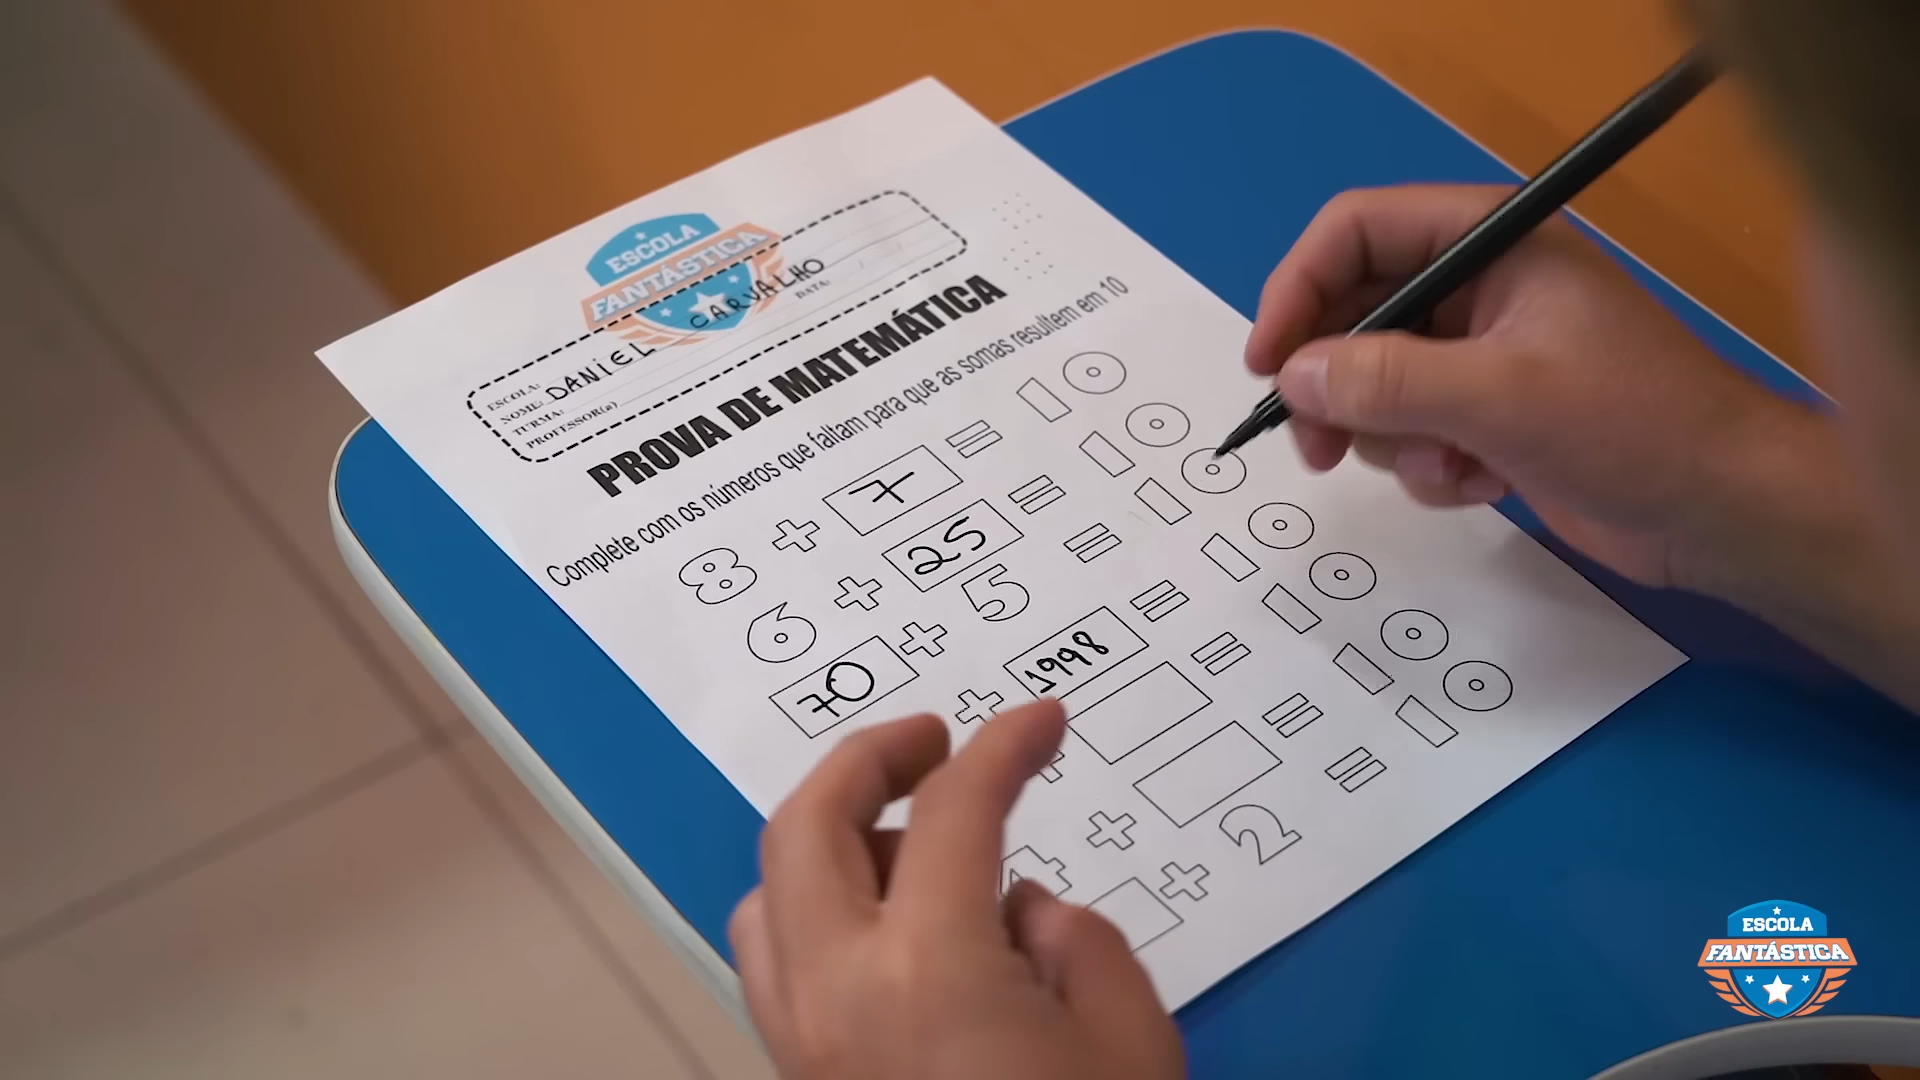 ESCOLA
FANTÁSTICA
ESCOLA:
NOME: DANIEL CARVALHO
TURMA: DATA:
PROFESSOR(a)
PROVA DE MATEMÁTICA
Complete com os números que faltam para que as somas resultem em 10
8 + 7 = 10
6 + 25 = 10
70 + 5 = 10
+ 1998 = 10
+ = 10
4 + = 10
+ 2 = 10
ESCOLA
FANTÁSTICA